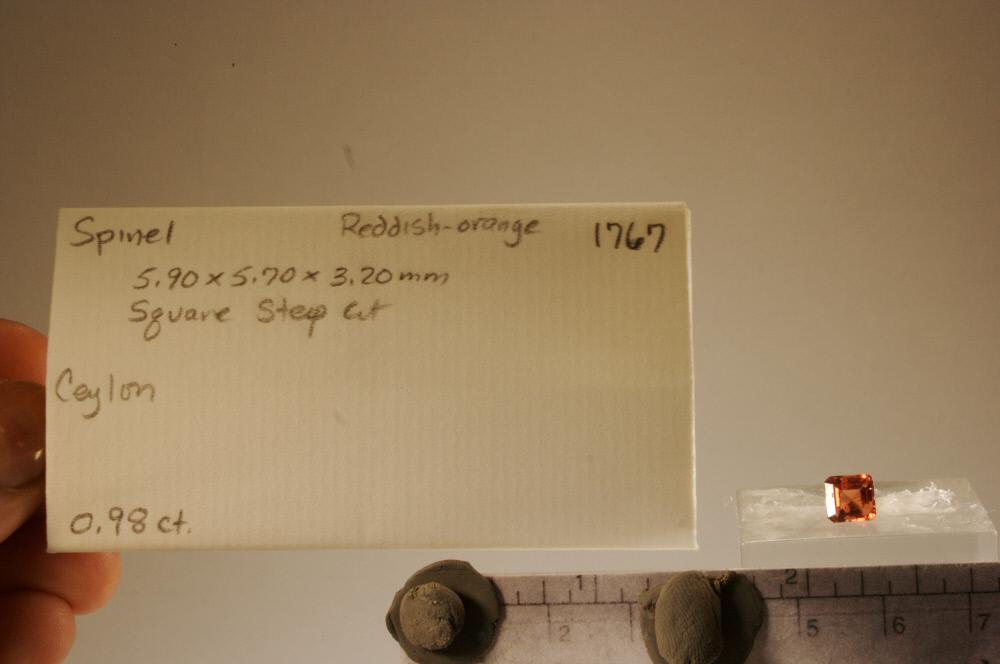 Spinel Reddish-orange 1767
5.90 x 5.70 x 3.20 mm
Square Step Cut
Ceylon
0.98 ct.
1 2
2 5 6 7